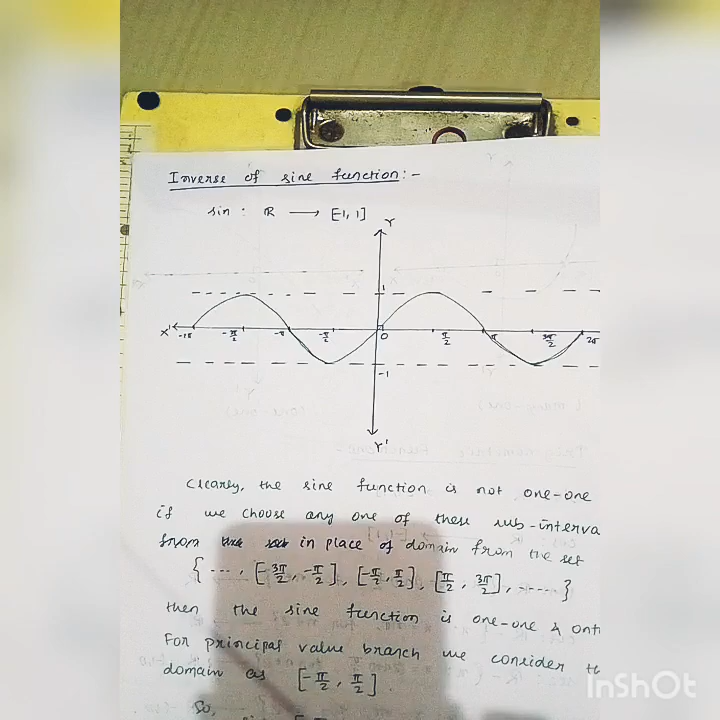 Inverse of sine function:-
sin : R → [-1, 1]
Y
1
X' -2π -3π/2 -π -π/2 0 π/2 π 3π/2 2π
-1
Y'
Clearly, the sine function is not one-one
if we choose any one of these sub-interva
from in place of domain from the set
{ ..., [-3π/2, -π/2], [-π/2, π/2], [π/2, 3π/2], .... }
then the sine function is one-one & ont
For principal value branch we consider th
domain as [-π/2, π/2].
So,
InShOt